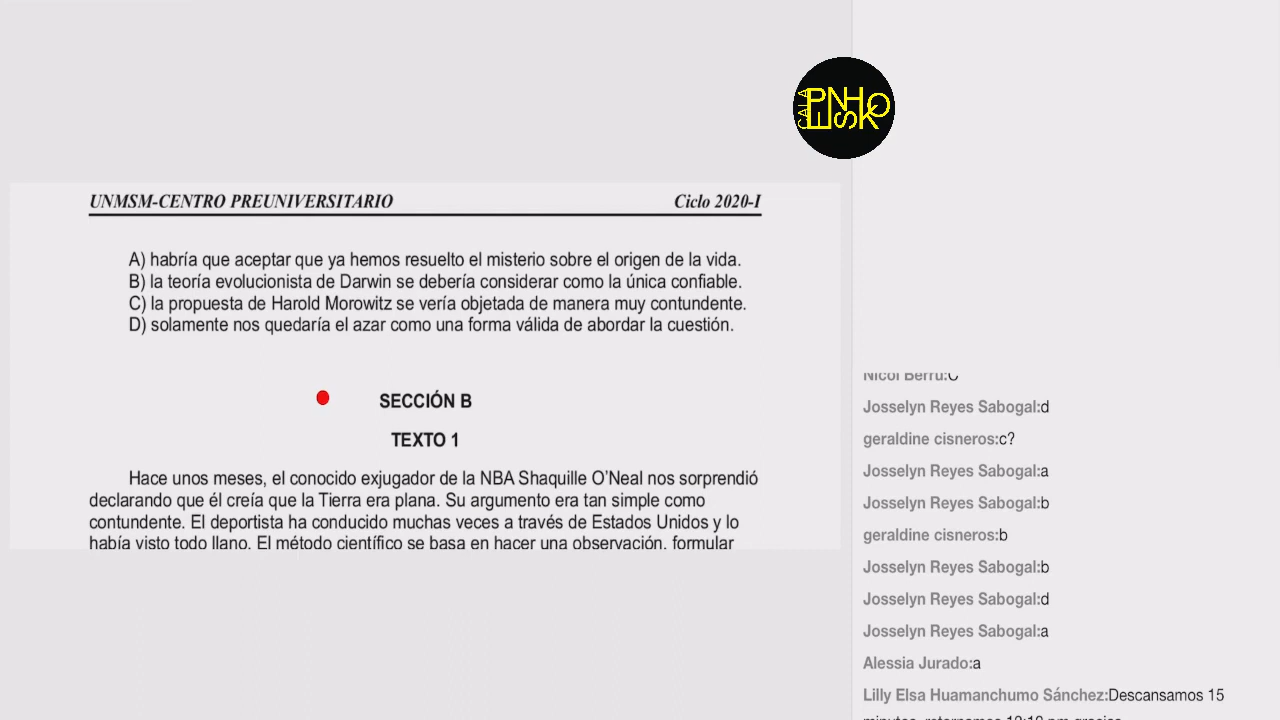 CALA
PENSHKO
UNMSM-CENTRO PREUNIVERSITARIO Ciclo 2020-I
A) habría que aceptar que ya hemos resuelto el misterio sobre el origen de la vida.
B) la teoría evolucionista de Darwin se debería considerar como la única confiable.
C) la propuesta de Harold Morowitz se vería objetada de manera muy contundente.
D) solamente nos quedaría el azar como una forma válida de abordar la cuestión.
SECCIÓN B
TEXTO 1
Hace unos meses, el conocido exjugador de la NBA Shaquille O’Neal nos sorprendió
declarando que él creía que la Tierra era plana. Su argumento era tan simple como
contundente. El deportista ha conducido muchas veces a través de Estados Unidos y lo
había visto todo llano. El método científico se basa en hacer una observación, formular
Nicol Berru:C
Josselyn Reyes Sabogal:d
geraldine cisneros:c?
Josselyn Reyes Sabogal:a
Josselyn Reyes Sabogal:b
geraldine cisneros:b
Josselyn Reyes Sabogal:b
Josselyn Reyes Sabogal:d
Josselyn Reyes Sabogal:a
Alessia Jurado:a
Lilly Elsa Huamanchumo Sánchez:Descansamos 15
minutos, retornamos gracias